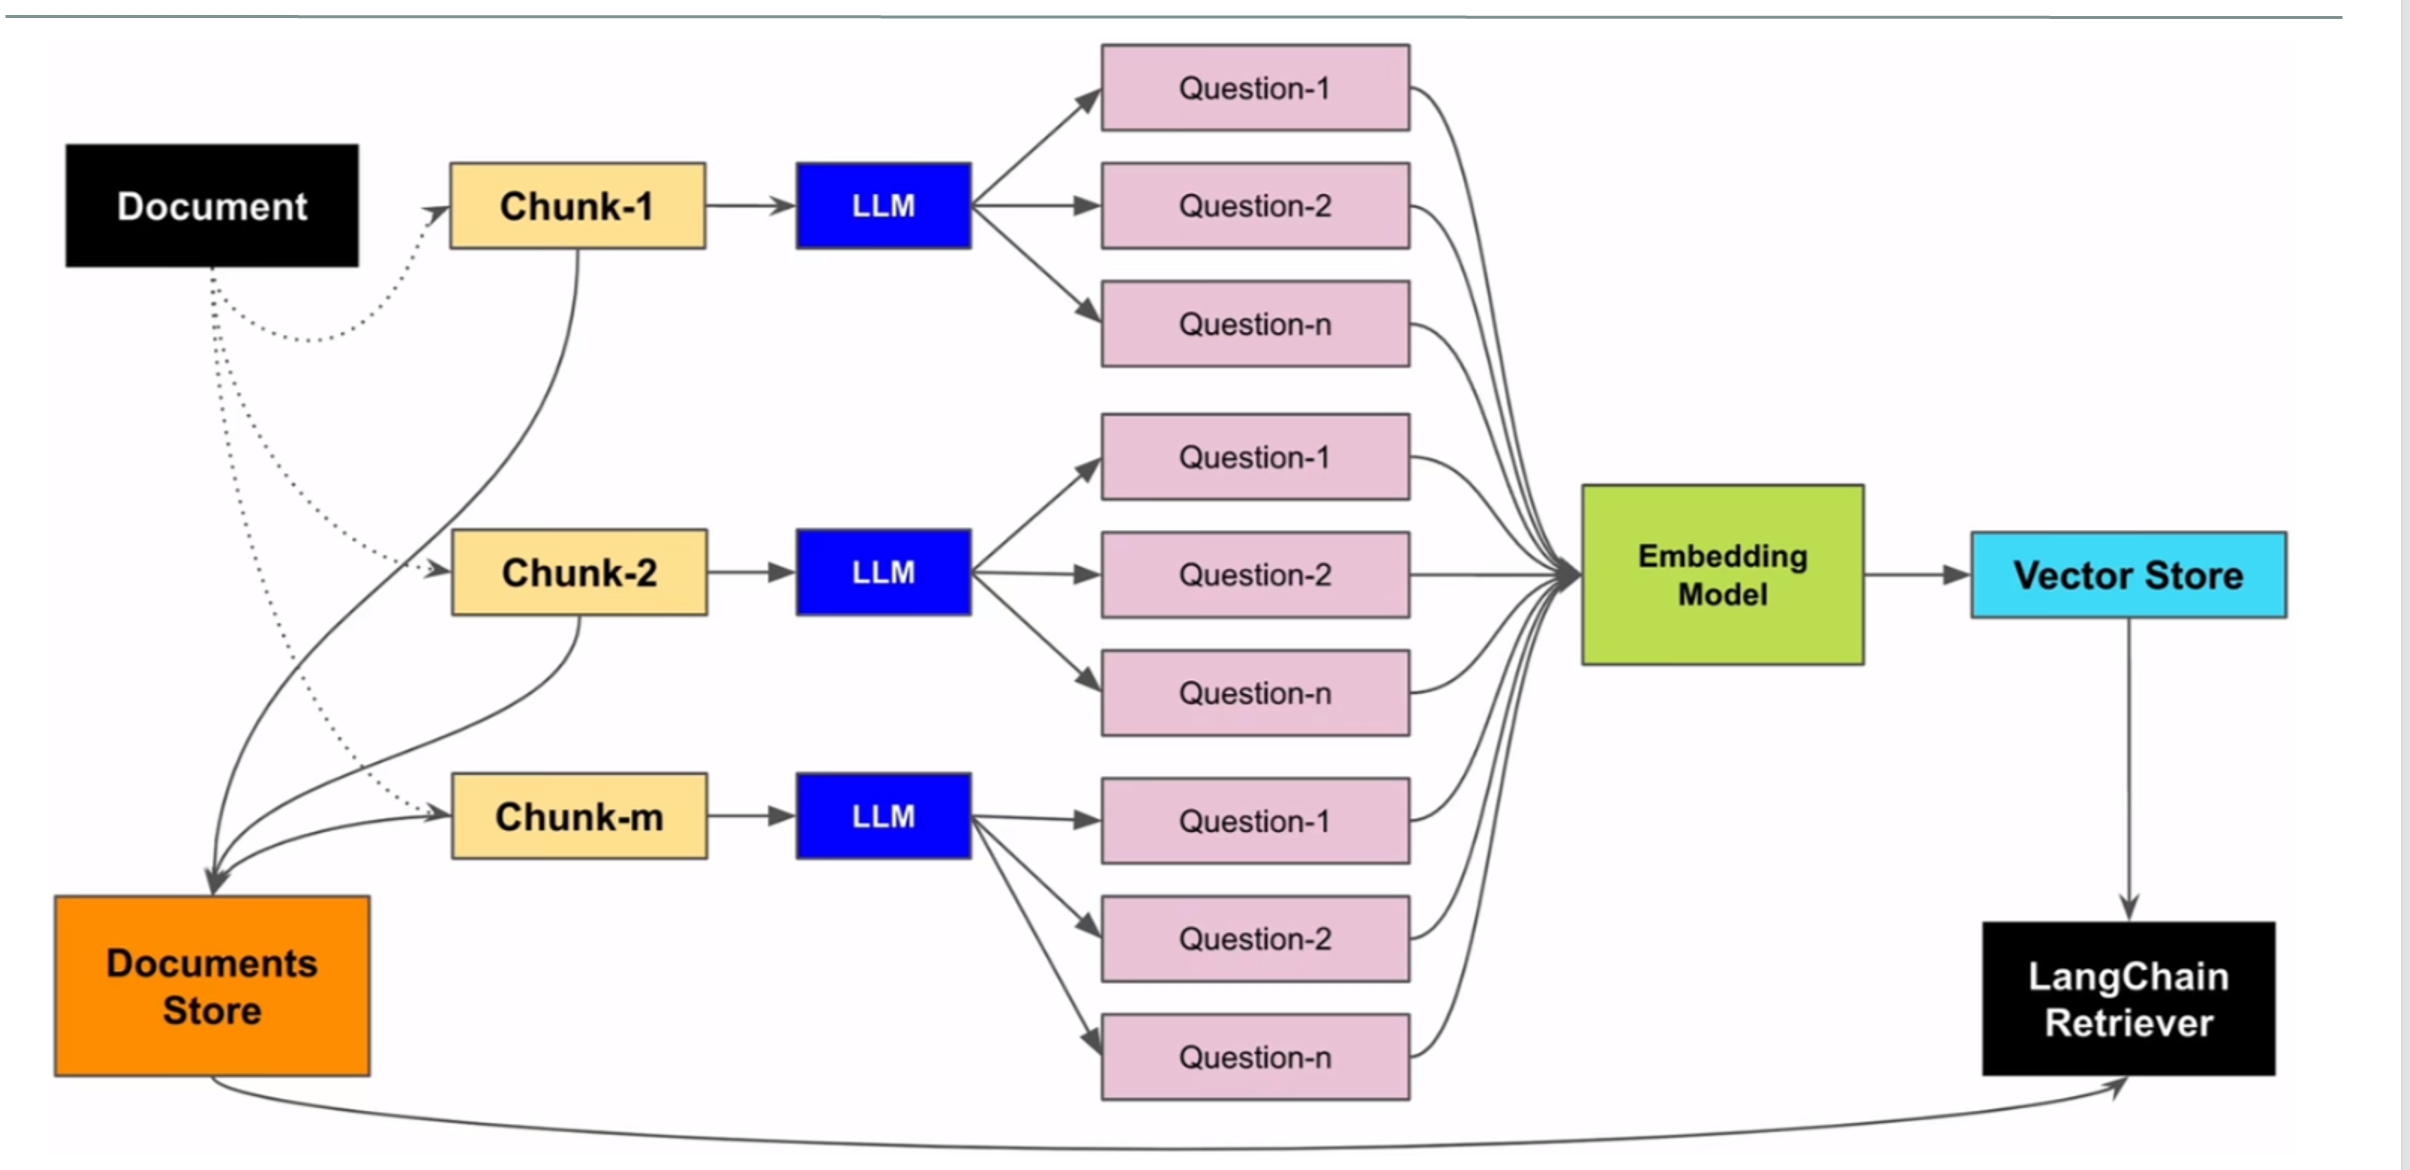 Document
Chunk-1
LLM
Question-1
Question-2
Question-n
Chunk-2
LLM
Question-1
Question-2
Question-n
Chunk-m
LLM
Question-1
Question-2
Question-n
Embedding
Model
Vector Store
Documents
Store
LangChain
Retriever